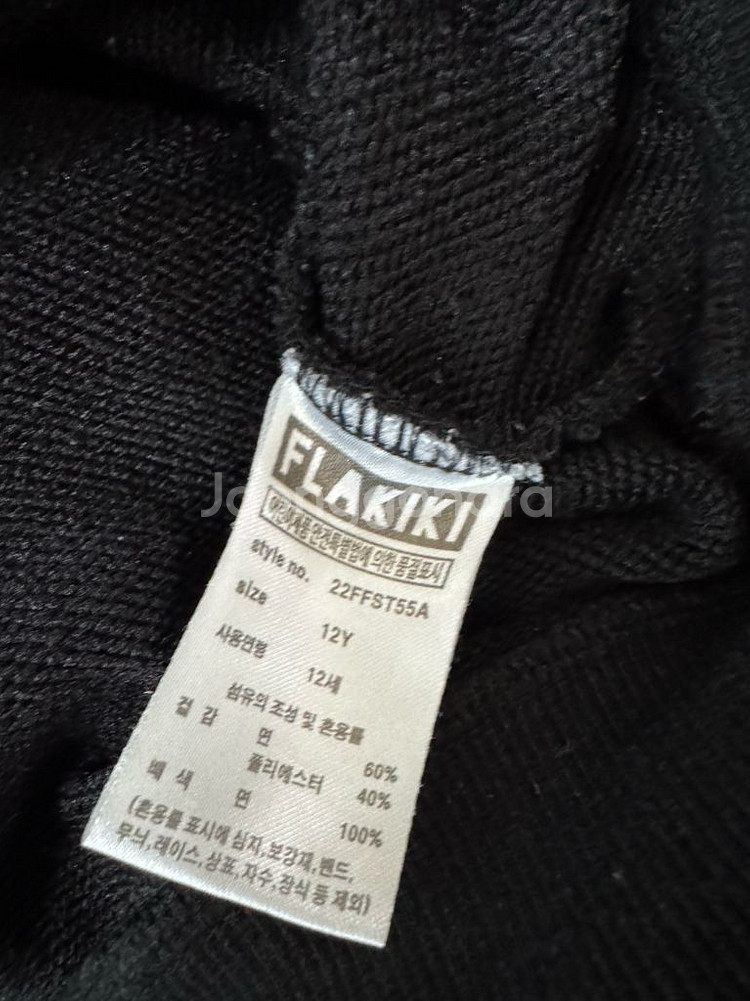 FLAKIKI
어린이제품안전특별법에 의한 품질표시
style no. 22FFST55A
size 12Y
사용연령 12세
섬유의 조성 및 혼용률
겉 감 면 60%
폴리에스터 40%
배 색 면 100%
(혼용률 표시에 심지,보강재,밴드,
무늬,레이스,상표,자수,장식 등 제외)